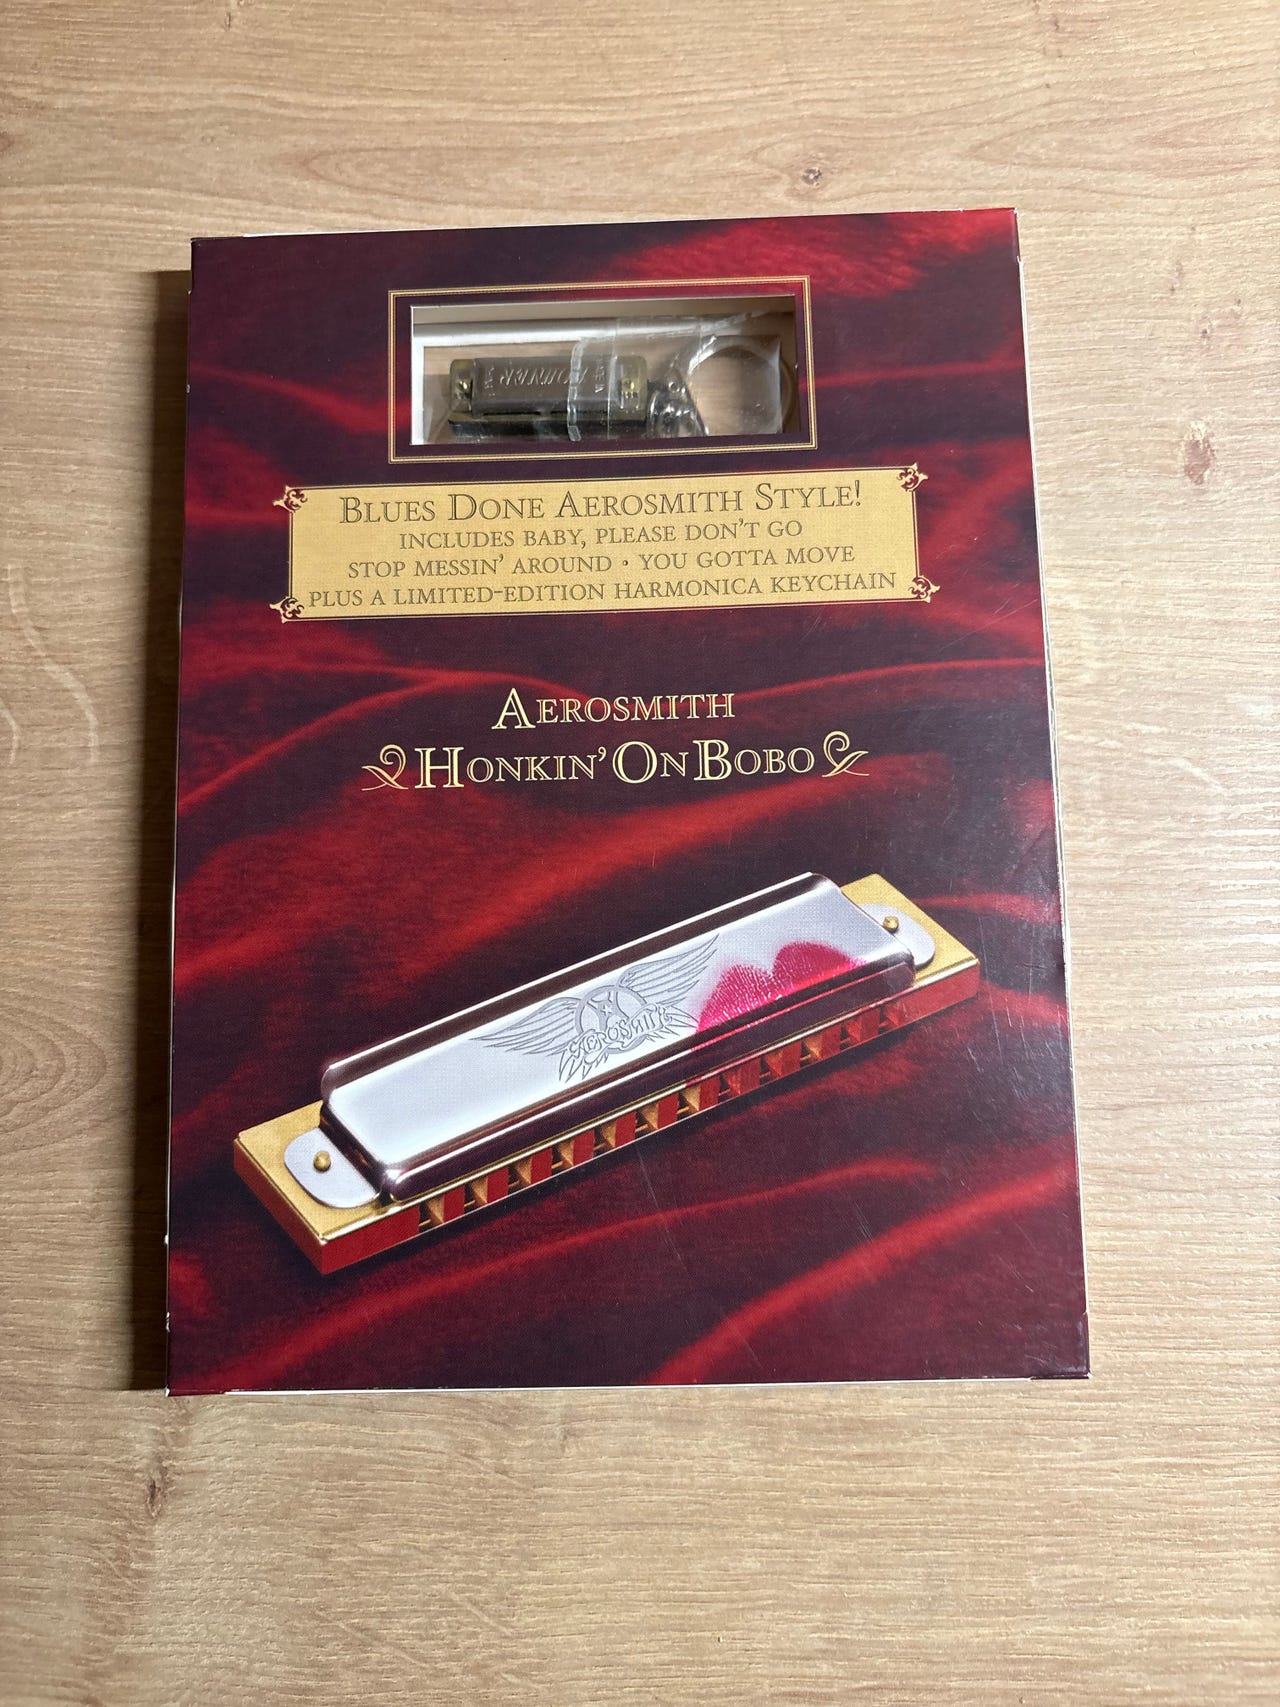 BLUES DONE AEROSMITH STYLE!
INCLUDES BABY, PLEASE DON'T GO
STOP MESSIN' AROUND · YOU GOTTA MOVE
PLUS A LIMITED-EDITION HARMONICA KEYCHAIN
AEROSMITH
HONKIN' ON BOBO
AEROSMITH